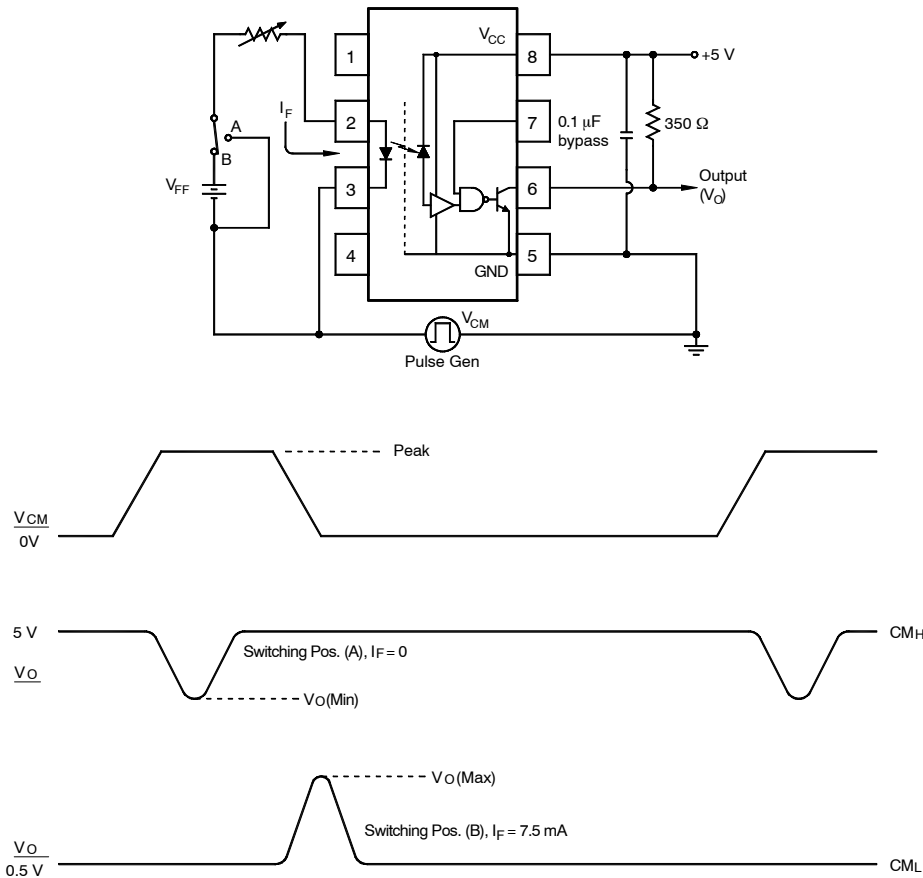 1
V_CC
8
+5 V
A
B
I_F
2
0.1 μF
bypass
7
350 Ω
V_FF
3
6
Output
(V_O)
4
GND
5
V_CM
Pulse Gen
Peak
V_CM
0V
5 V
V_O
CM_H
Switching Pos. (A), I_F = 0
V_O(Min)
V_O(Max)
Switching Pos. (B), I_F = 7.5 mA
V_O
0.5 V
CM_L